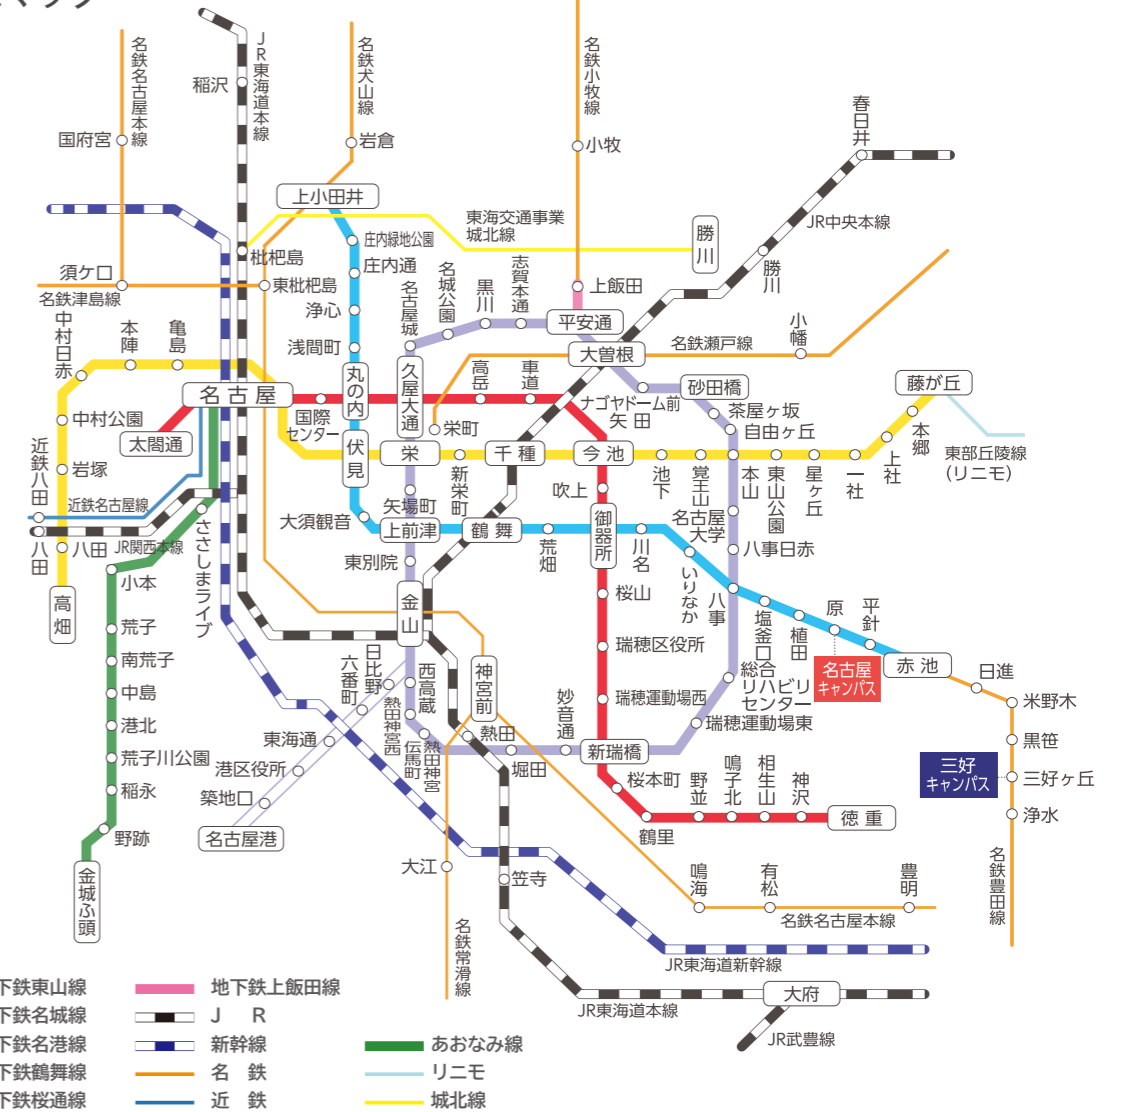 マップ
名鉄名古屋本線
JR東海道本線
名鉄犬山線
名鉄小牧線
稲沢
国府宮
岩倉
小牧
春日井
上小田井
東海交通事業
城北線
勝川
JR中央本線
庄内緑地公園
枇杷島
庄内通
須ケ口
東枇杷島
名鉄津島線
浄心
浅間町
名古屋城
名城公園
黒川
志賀本通
上飯田
平安通
勝川
小幡
中村日赤
本陣
亀島
大曽根
名鉄瀬戸線
名古屋
丸の内
久屋大通
高岳
車道
ナゴヤドーム前
矢田
砂田橋
藤が丘
茶屋ヶ坂
自由ヶ丘
中村公園
国際
センター
太閤通
伏見
栄町
栄
新栄町
千種
今池
池下
覚王山
本山
東山公園
星ヶ丘
一社
上社
本郷
東部丘陵線
(リニモ)
近鉄八田
岩塚
近鉄名古屋線
八田
八田
JR関西本線
吹上
矢場町
大須観音
上前津
鶴舞
荒畑
御器所
川名
名古屋
大学
八事日赤
いりなか
八事
塩釜口
植田
原
平針
赤池
名古屋
キャンパス
日進
米野木
黒笹
三好
キャンパス
三好ヶ丘
浄水
名鉄豊田線
東別院
ささしまライブ
高畑
小本
荒子
南荒子
中島
港北
荒子川公園
稲永
野跡
金城ふ頭
金山
桜山
瑞穂区役所
瑞穂運動場西
総合
リハビリ
センター
瑞穂運動場東
日比野
六番町
東海通
港区役所
築地口
名古屋港
西高蔵
熱田神宮西
熱田神宮
伝馬町
神宮前
熱田
堀田
妙音通
新瑞橋
桜本町
鶴里
野並
鳴子北
相生山
神沢
徳重
大江
笠寺
鳴海
有松
豊明
名鉄名古屋本線
名鉄常滑線
JR東海道新幹線
JR東海道本線
大府
JR武豊線
下鉄東山線
地下鉄上飯田線
下鉄名城線
JR
下鉄名港線
新幹線
あおなみ線
下鉄鶴舞線
名鉄
リニモ
下鉄桜通線
近鉄
城北線